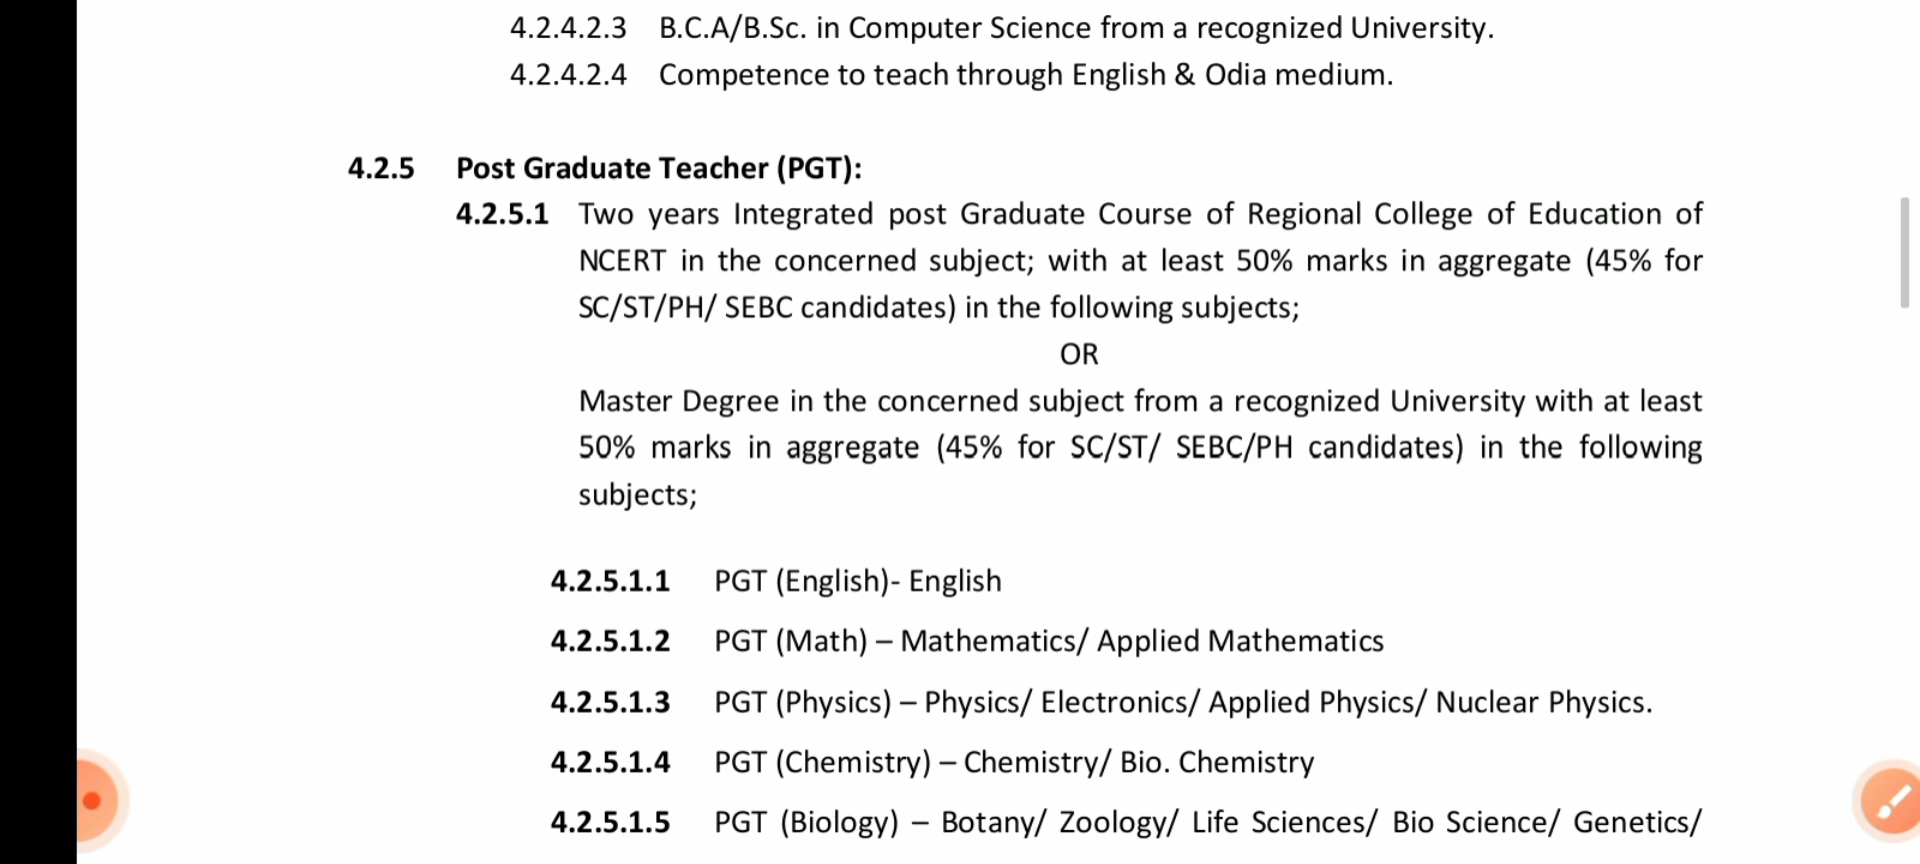 4.2.4.2.3 B.C.A/B.Sc. in Computer Science from a recognized University.
4.2.4.2.4 Competence to teach through English & Odia medium.
4.2.5 Post Graduate Teacher (PGT):
4.2.5.1 Two years Integrated post Graduate Course of Regional College of Education of
NCERT in the concerned subject; with at least 50% marks in aggregate (45% for
SC/ST/PH/ SEBC candidates) in the following subjects;
OR
Master Degree in the concerned subject from a recognized University with at least
50% marks in aggregate (45% for SC/ST/ SEBC/PH candidates) in the following
subjects;
4.2.5.1.1 PGT (English)- English
4.2.5.1.2 PGT (Math) – Mathematics/ Applied Mathematics
4.2.5.1.3 PGT (Physics) – Physics/ Electronics/ Applied Physics/ Nuclear Physics.
4.2.5.1.4 PGT (Chemistry) – Chemistry/ Bio. Chemistry
4.2.5.1.5 PGT (Biology) – Botany/ Zoology/ Life Sciences/ Bio Science/ Genetics/